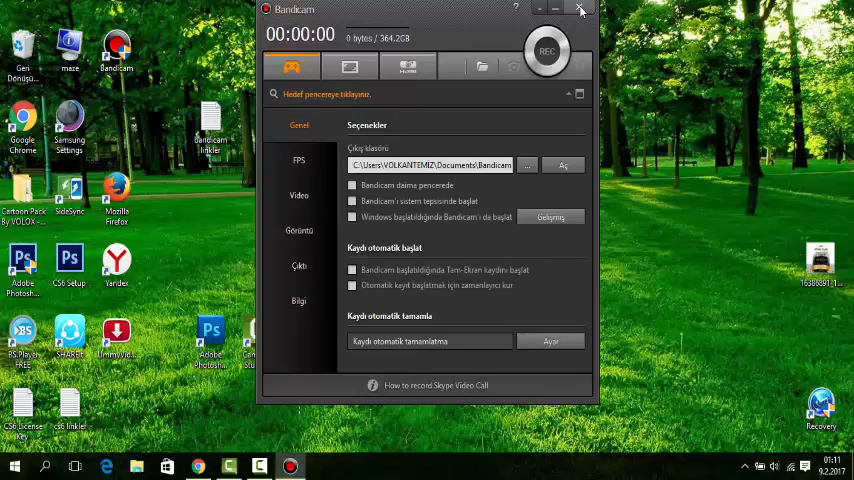 Bandicam
00:00:00
0 bytes / 364.2GB
REC
Hedef pencereye tıklayınız.
Genel
FPS
Video
Görüntü
Çıktı
Bilgi
Seçenekler
Çıkış klasörü
C:\Users\VOLKANTEMİZ\Documents\Bandicam
...
Aç
Bandicam daima pencerede
Bandicam'ı sistem tepsisinde başlat
Windows başlatıldığında Bandicam'ı da başlat
Gelişmiş
Kaydı otomatik başlat
Bandicam başlatıldığında Tam-Ekran kaydını başlat
Otomatik kayıt başlatmak için zamanlayıcı kur
Kaydı otomatik tamamla
Kaydı otomatik tamamlatma
Ayar
How to record Skype Video Call
Geri
Dönüşü...
maze
Bandicam
Google
Chrome
Samsung
Settings
bandicam
linkler
Cartoon Pack
By VOLOX ...
SideSync
Mozilla
Firefox
Adobe
Photosh...
CS6 Setup
Yandex
BS.Player
FREE
SHAREit
UmmyVid...
Adobe
Photosh...
CS6 License
Key
cs6 linkler
16386891_1...
Recovery
01:11
9.2.2017